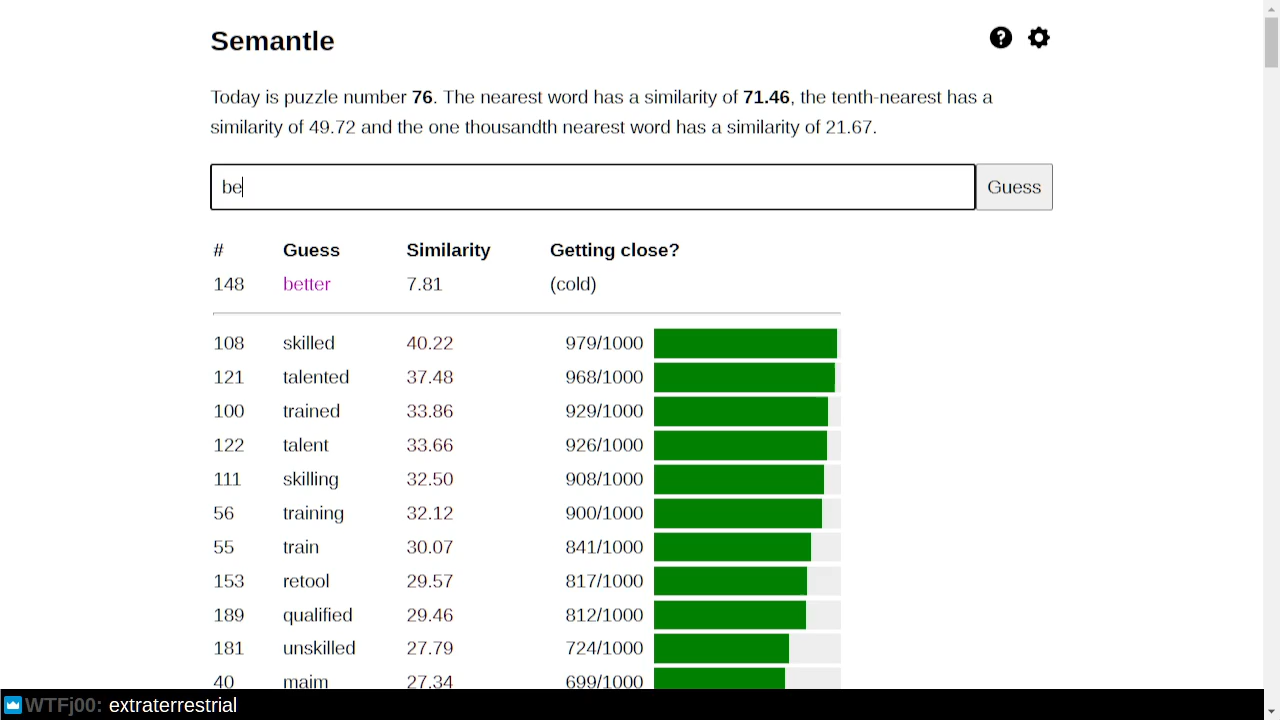 Semantle
Today is puzzle number 76. The nearest word has a similarity of 71.46, the tenth-nearest has a
similarity of 49.72 and the one thousandth nearest word has a similarity of 21.67.
be
Guess
# Guess Similarity Getting close?
148 better 7.81 (cold)
108 skilled 40.22 979/1000
121 talented 37.48 968/1000
100 trained 33.86 929/1000
122 talent 33.66 926/1000
111 skilling 32.50 908/1000
56 training 32.12 900/1000
55 train 30.07 841/1000
153 retool 29.57 817/1000
189 qualified 29.46 812/1000
181 unskilled 27.79 724/1000
40 maim 27.34 699/1000
WTFj00: extraterrestrial